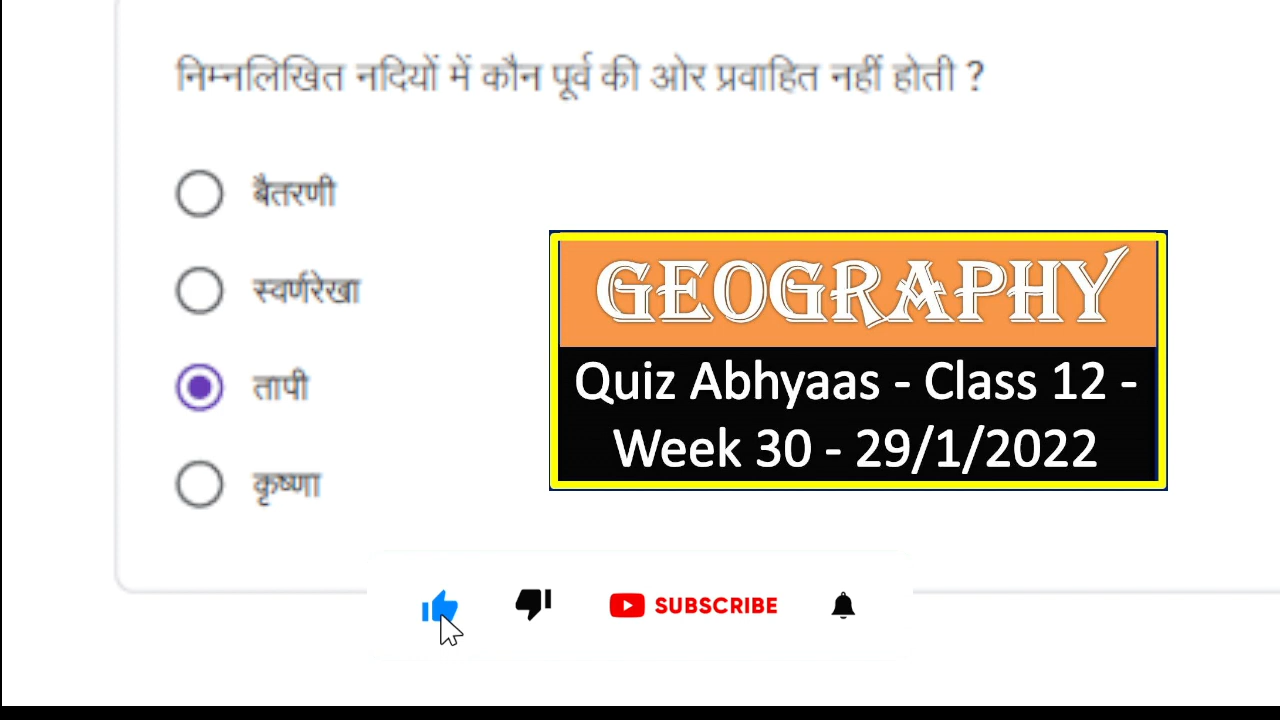 निम्नलिखित नदियों में कौन पूर्व की ओर प्रवाहित नहीं होती ?
बैतरणी
स्वर्णरेखा
तापी
कृष्णा
GEOGRAPHY
Quiz Abhyaas - Class 12 -
Week 30 - 29/1/2022
SUBSCRIBE